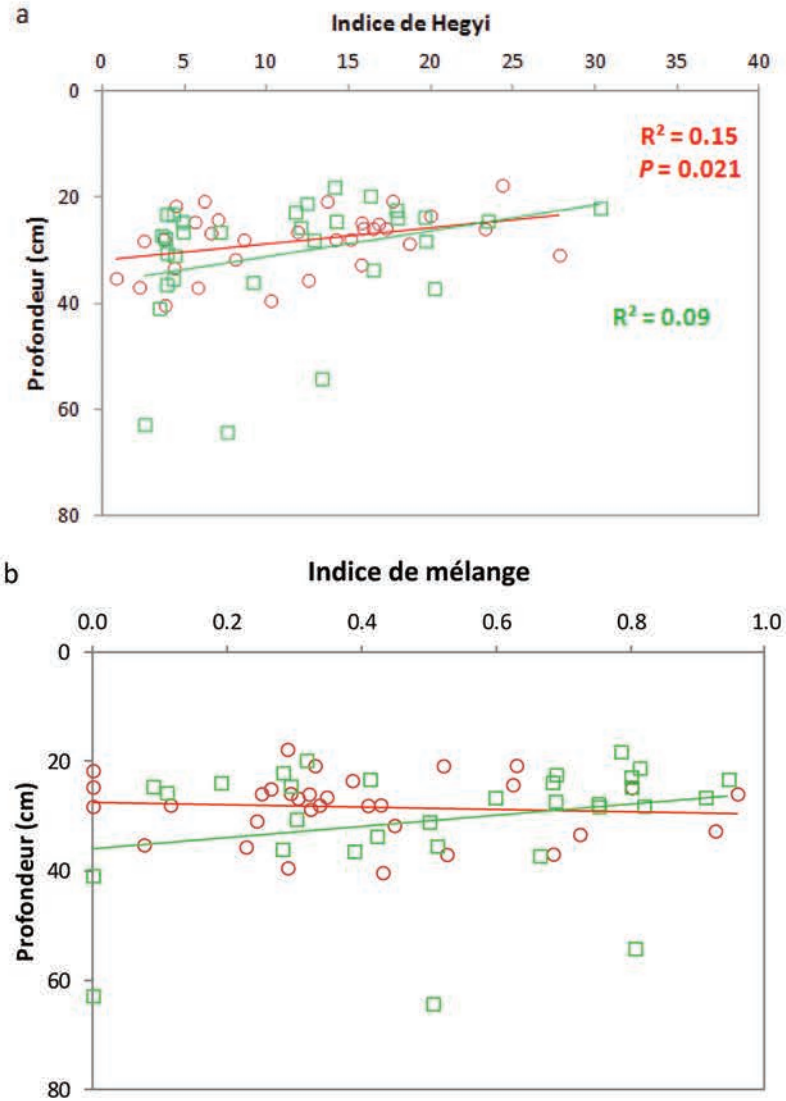 a
Indice de Hegyi
0 5 10 15 20 25 30 35 40
0
20
40
60
80
Profondeur (cm)
R² = 0.15
P = 0.021
R² = 0.09
b
Indice de mélange
0.0 0.2 0.4 0.6 0.8 1.0
0
20
40
60
80
Profondeur (cm)